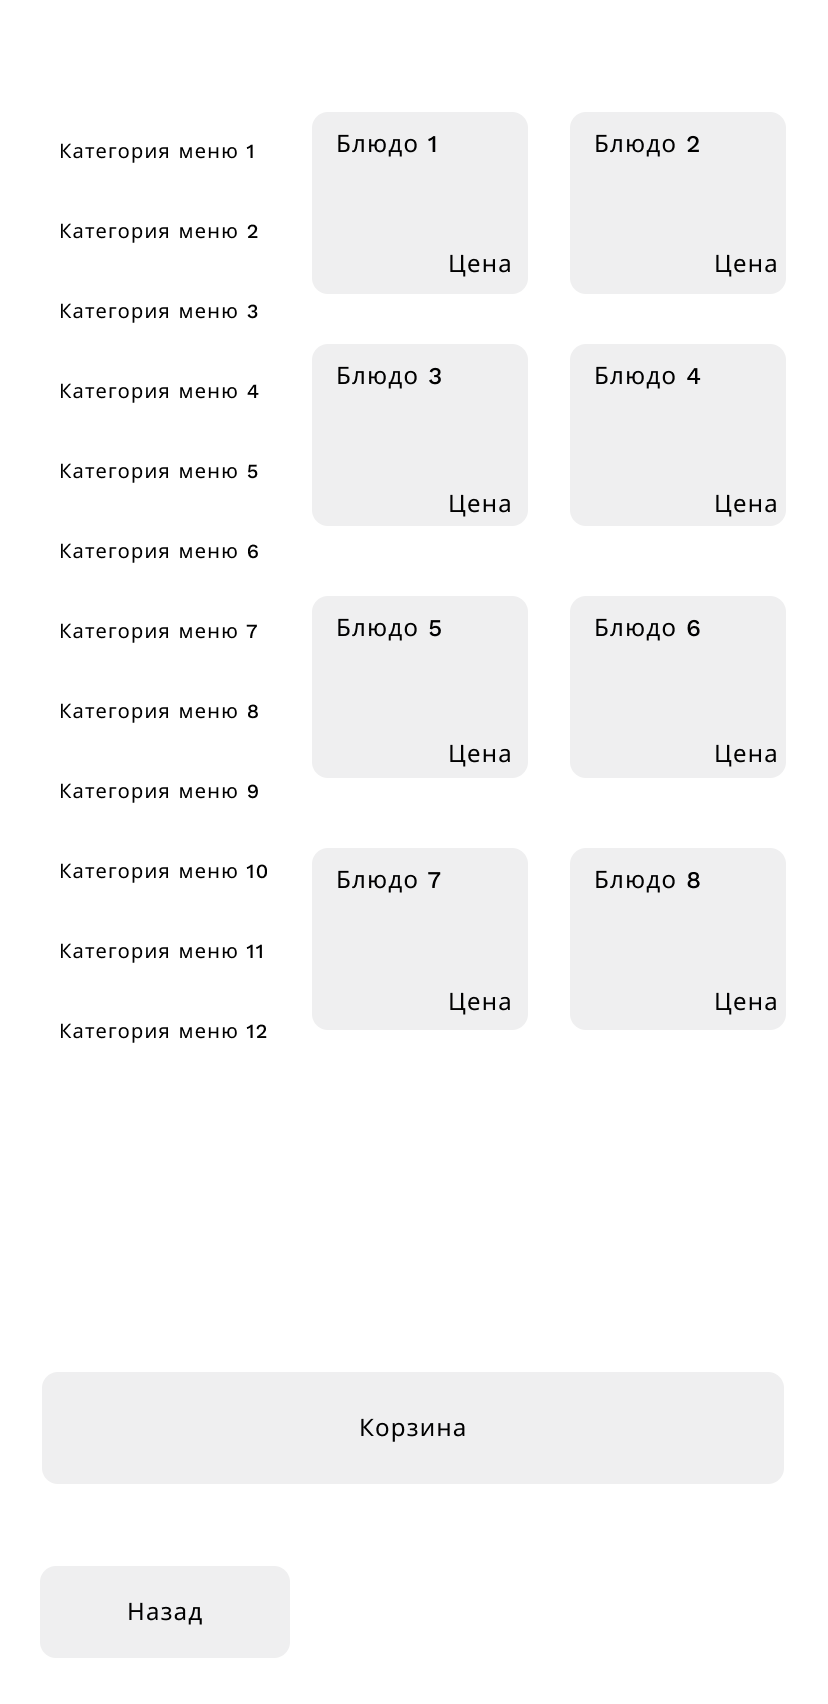 Категория меню 1
Категория меню 2
Категория меню 3
Категория меню 4
Категория меню 5
Категория меню 6
Категория меню 7
Категория меню 8
Категория меню 9
Категория меню 10
Категория меню 11
Категория меню 12
Блюдо 1
Цена
Блюдо 2
Цена
Блюдо 3
Цена
Блюдо 4
Цена
Блюдо 5
Цена
Блюдо 6
Цена
Блюдо 7
Цена
Блюдо 8
Цена
Корзина
Назад